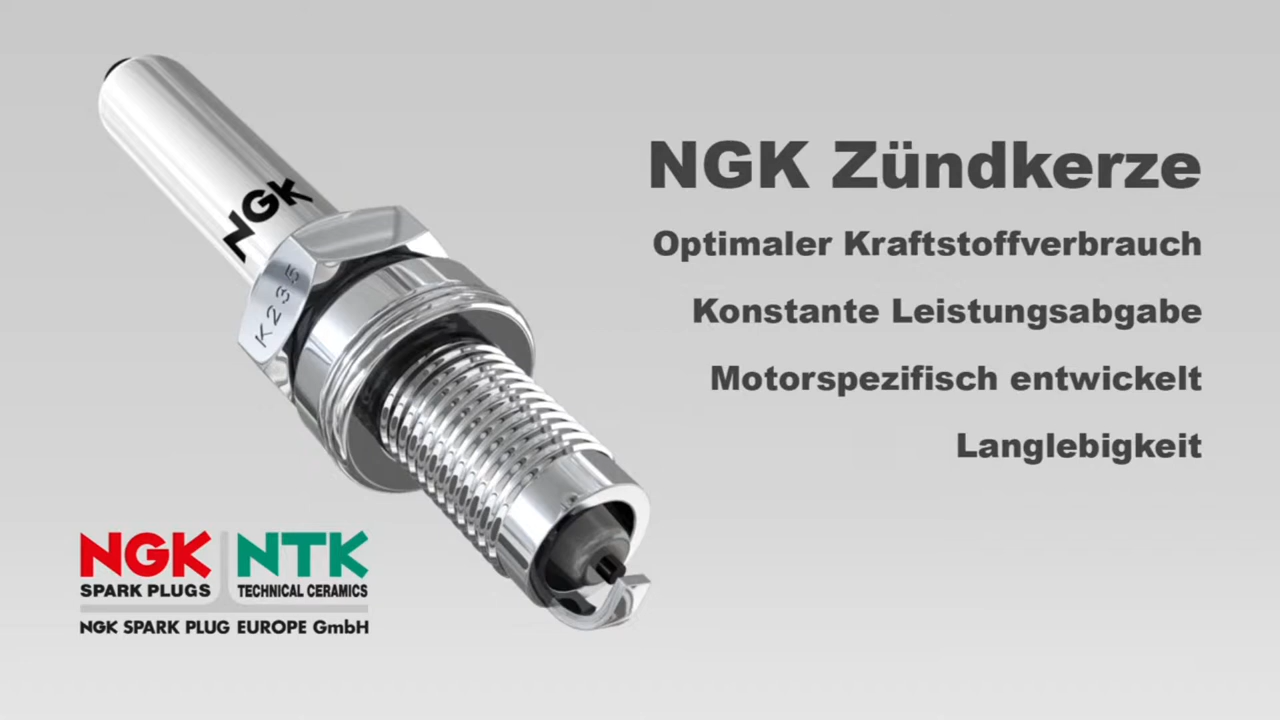 NGK
K235
NGK Zündkerze
Optimaler Kraftstoffverbrauch
Konstante Leistungsabgabe
Motorspezifisch entwickelt
Langlebigkeit
NGK NTK
SPARK PLUGS TECHNICAL CERAMICS
NGK SPARK PLUG EUROPE GmbH